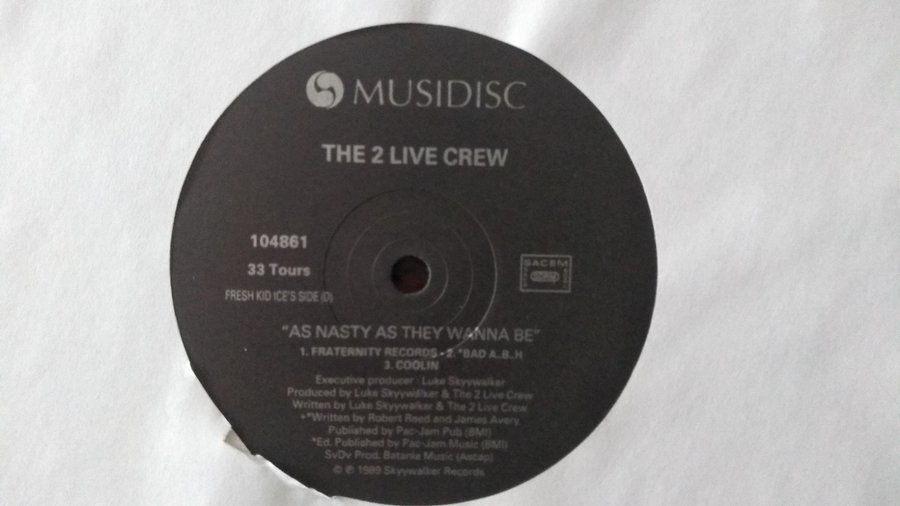 MUSIDISC
THE 2 LIVE CREW
104861
33 Tours
SACEM
FRESH KID ICE'S SIDE (D)
"AS NASTY AS THEY WANNA BE"
1. FRATERNITY RECORDS - 2. *BAD A..B..H
3. COOLIN
Executive producer : Luke Skyywalker
Produced by Luke Skyywalker & The 2 Live Crew
Written by Luke Skyywalker & The 2 Live Crew
+*Written by Robert Reed and James Avery
Published by Pac-Jam Pub (BMI)
*Ed. Published by Pac-Jam Music (BMI)
SvDv Prod. Batanle Music (Ascap)
© ℗ 1989 Skyywalker Records